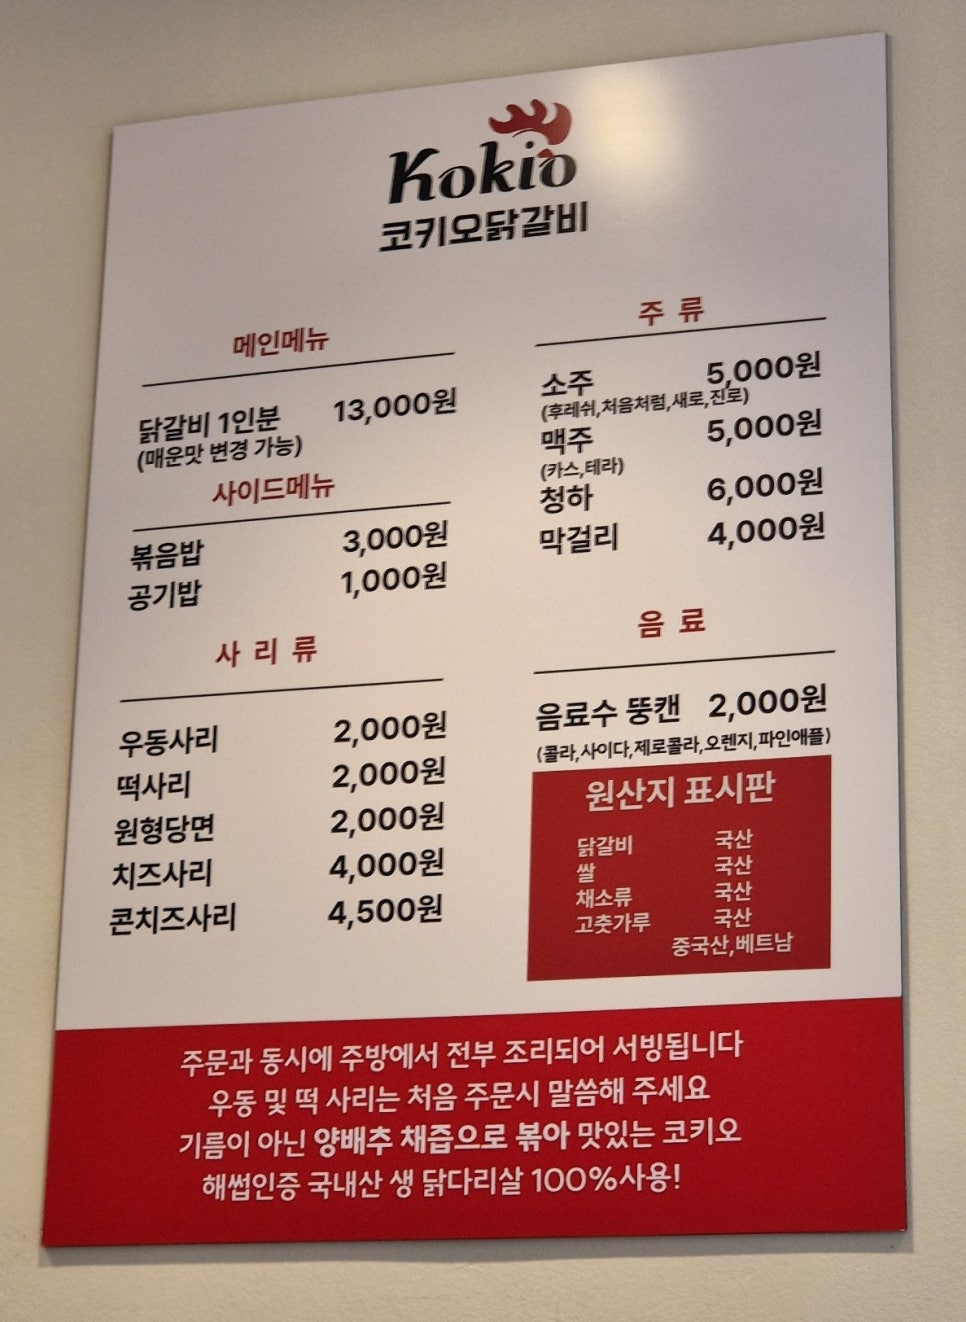 Kokio
코키오닭갈비
메인메뉴
닭갈비 1인분 13,000원
(매운맛 변경 가능)
사이드메뉴
볶음밥 3,000원
공기밥 1,000원
사 리 류
우동사리 2,000원
떡사리 2,000원
원형당면 2,000원
치즈사리 4,000원
콘치즈사리 4,500원
주 류
소주 5,000원
(후레쉬,처음처럼,새로,진로)
맥주 5,000원
(카스,테라)
청하 6,000원
막걸리 4,000원
음 료
음료수 뚱캔 2,000원
(콜라,사이다,제로콜라,오렌지,파인애플)
원산지 표시판
닭갈비 국산
쌀 국산
채소류 국산
고춧가루 국산
중국산,베트남
주문과 동시에 주방에서 전부 조리되어 서빙됩니다
우동 및 떡 사리는 처음 주문시 말씀해 주세요
기름이 아닌 양배추 채즙으로 볶아 맛있는 코키오
해썹인증 국내산 생 닭다리살 100%사용!